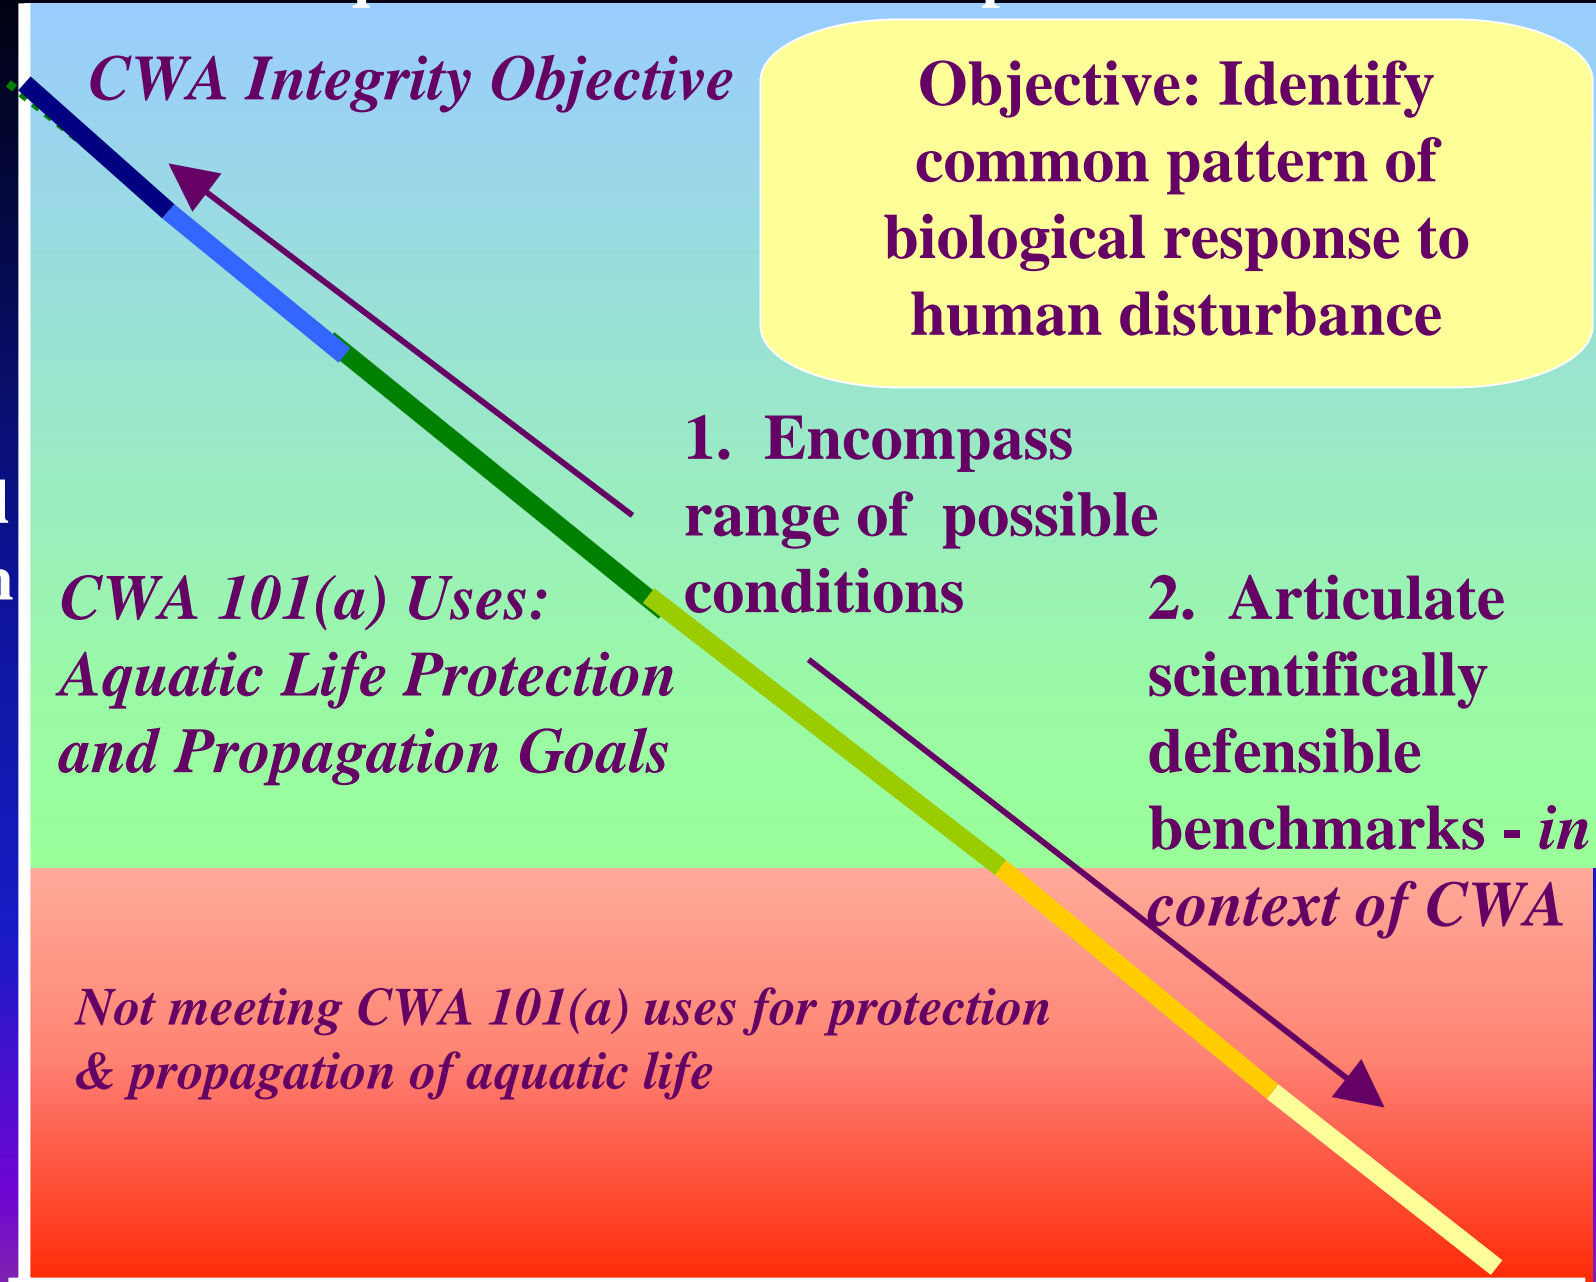 CWA Integrity Objective
Objective: Identify
common pattern of
biological response to
human disturbance
1. Encompass
range of possible
conditions
CWA 101(a) Uses:
Aquatic Life Protection
and Propagation Goals
2. Articulate
scientifically
defensible
benchmarks - in
context of CWA
Not meeting CWA 101(a) uses for protection
& propagation of aquatic life